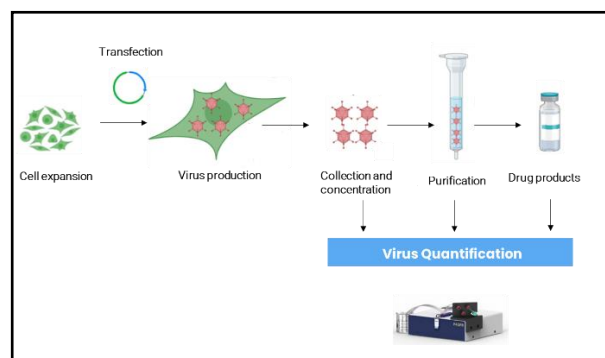 Transfection
Cell expansion
Virus production
Collection and
concentration
Purification
Drug products
Virus Quantification